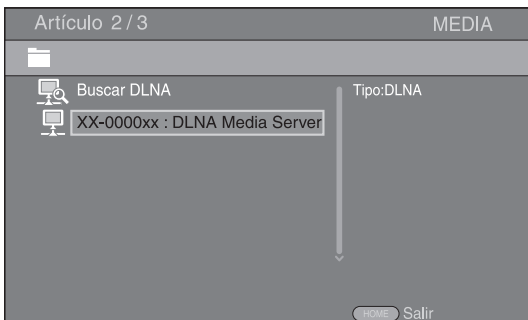 Artículo 2/3 MEDIA
Buscar DLNA Tipo:DLNA
XX-0000xx : DLNA Media Server
HOME Salir